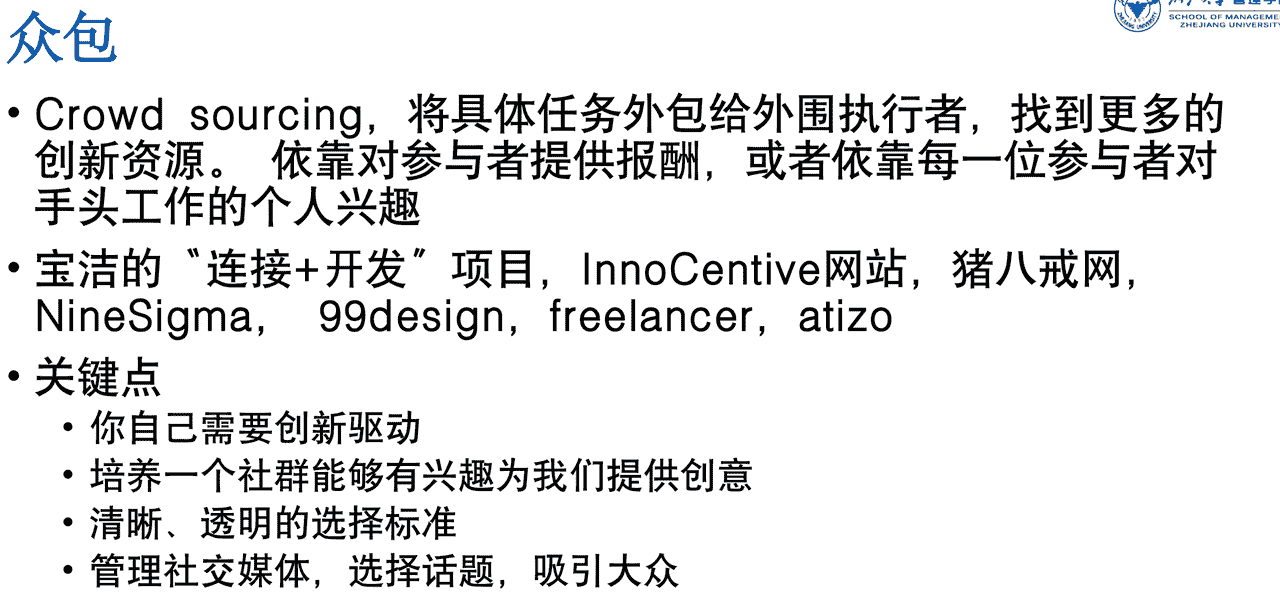 众包
SCHOOL OF MANAGEME
ZHEJIANG UNIVERSITY
• Crowd sourcing，将具体任务外包给外围执行者，找到更多的
创新资源。 依靠对参与者提供报酬，或者依靠每一位参与者对
手头工作的个人兴趣
• 宝洁的〝连接+开发〞项目，InnoCentive网站，猪八戒网，
NineSigma， 99design，freelancer，atizo
• 关键点
• 你自己需要创新驱动
• 培养一个社群能够有兴趣为我们提供创意
• 清晰、透明的选择标准
• 管理社交媒体，选择话题，吸引大众